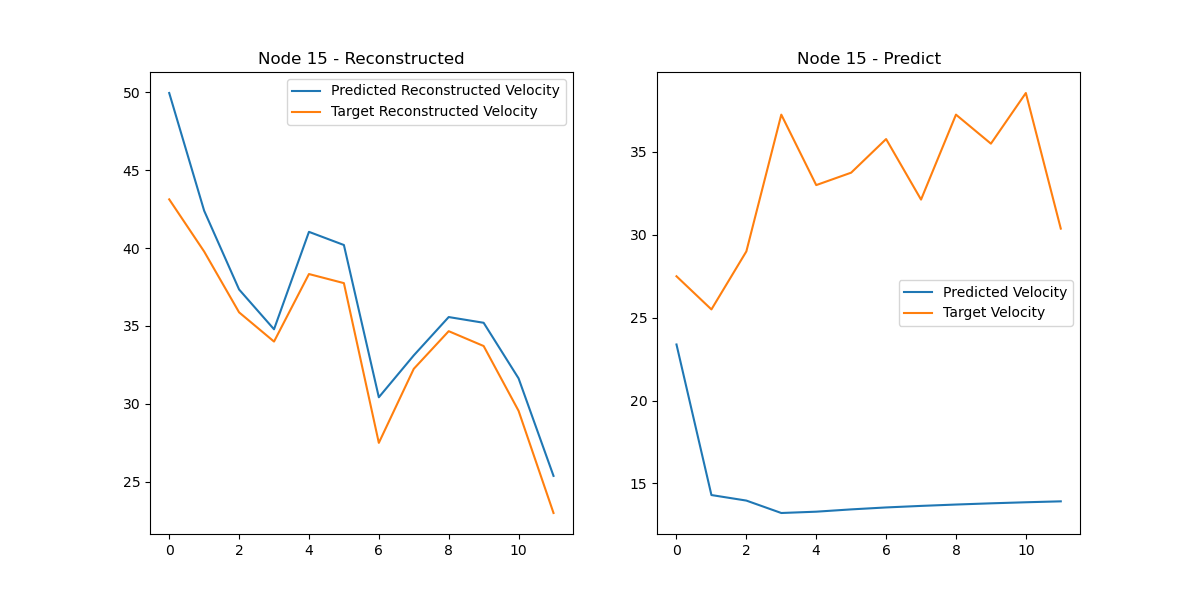 Node 15 - Reconstructed
Predicted Reconstructed Velocity
Target Reconstructed Velocity
50
45
40
35
30
25
0 2 4 6 8 10
Node 15 - Predict
Predicted Velocity
Target Velocity
35
30
25
20
15
0 2 4 6 8 10